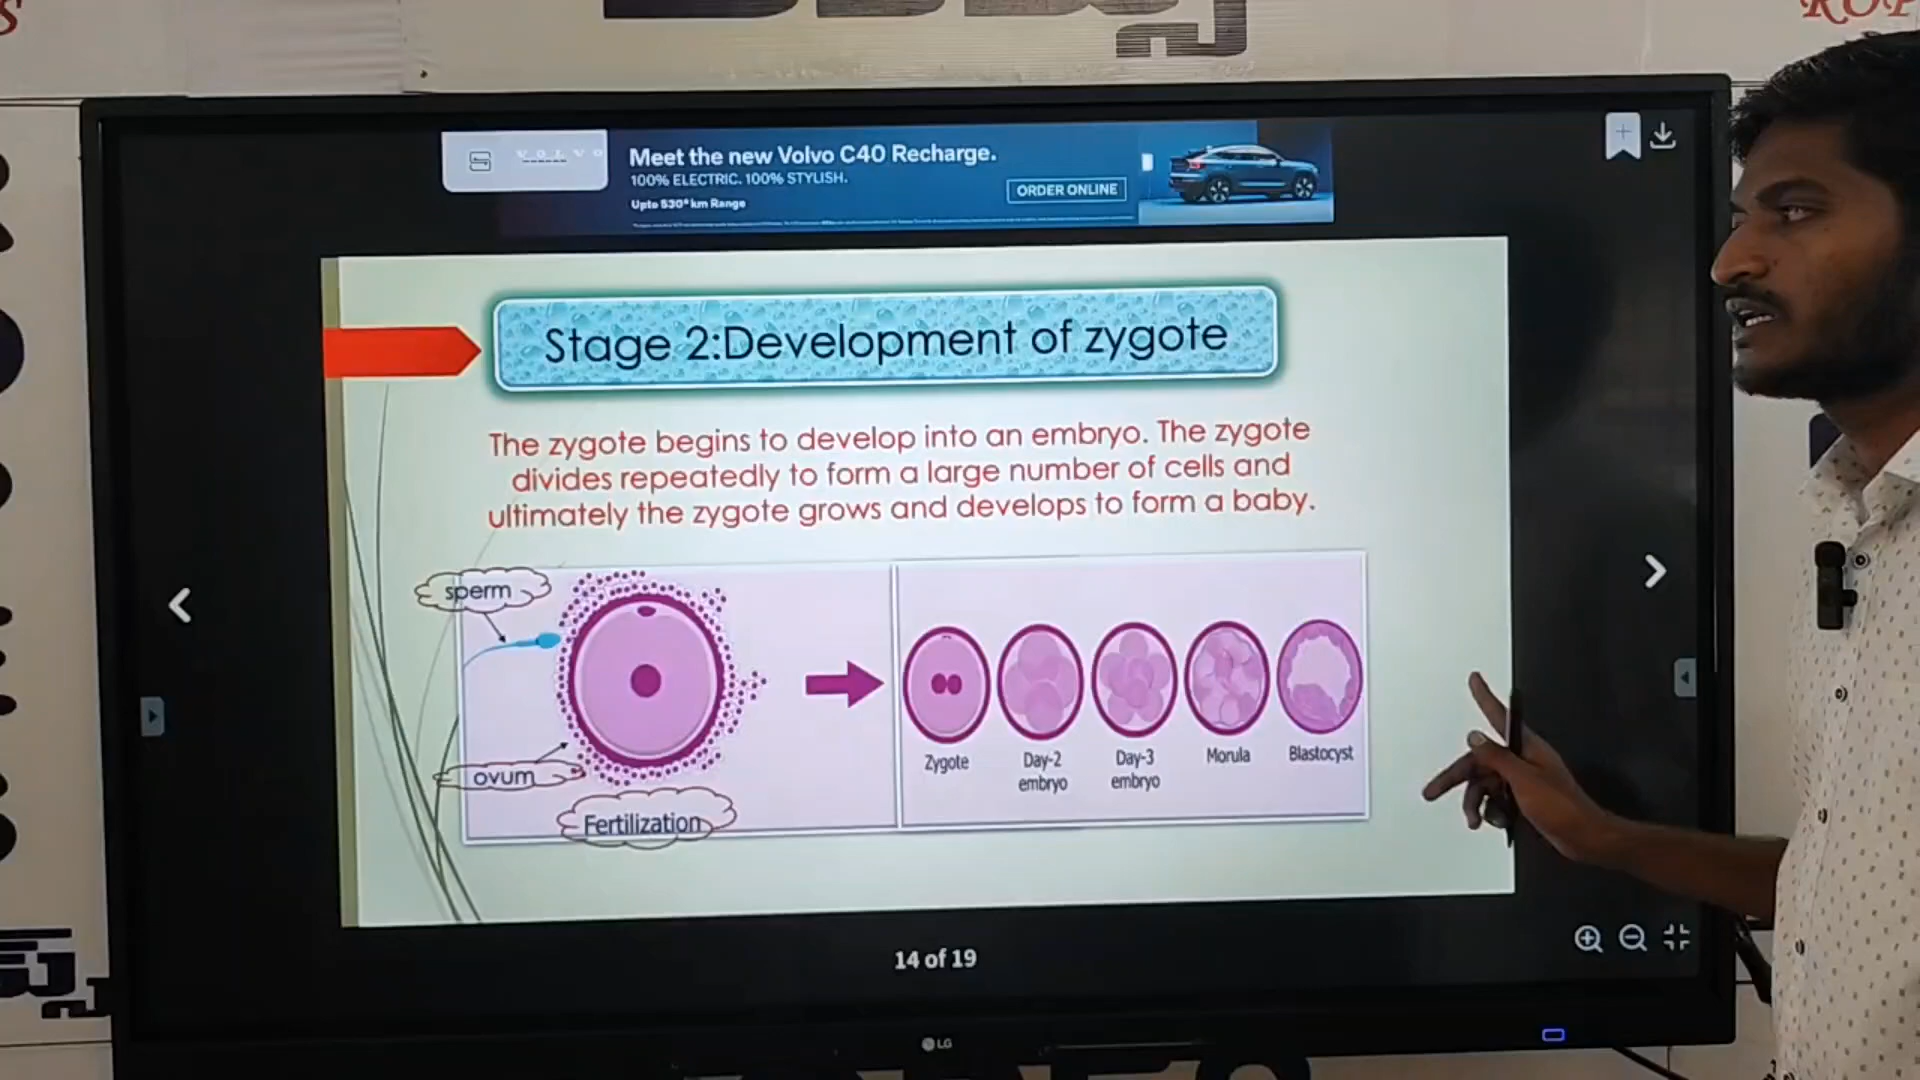 VOLVO
Meet the new Volvo C40 Recharge.
100% ELECTRIC. 100% STYLISH.
Upto 530* km Range
ORDER ONLINE
Stage 2:Development of zygote
The zygote begins to develop into an embryo. The zygote
divides repeatedly to form a large number of cells and
ultimately the zygote grows and develops to form a baby.
sperm
ovum
Fertilization
Zygote
Day-2
embryo
Day-3
embryo
Morula
Blastocyst
14 of 19
LG